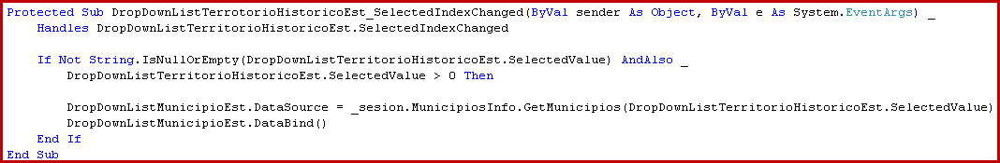 Protected Sub DropDownListTerrotorioHistoricoEst_SelectedIndexChanged(ByVal sender As Object, ByVal e As System.EventArgs) _
Handles DropDownListTerritorioHistoricoEst.SelectedIndexChanged
If Not String.IsNullOrEmpty(DropDownListTerritorioHistoricoEst.SelectedValue) AndAlso _
DropDownListTerritorioHistoricoEst.SelectedValue > 0 Then
DropDownListMunicipioEst.DataSource = _sesion.MunicipiosInfo.GetMunicipios(DropDownListTerritorioHistoricoEst.SelectedValue)
DropDownListMunicipioEst.DataBind()
End If
End Sub